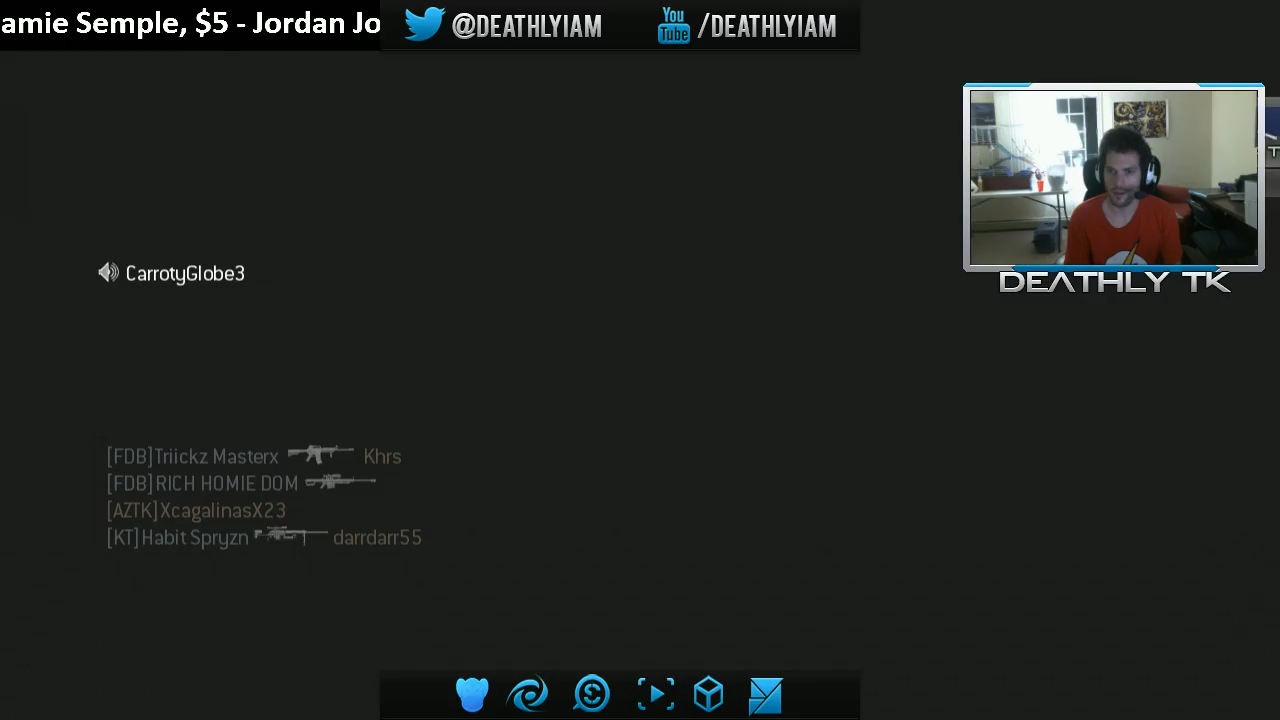 amie Semple, $5 - Jordan Jo
@DEATHLYIAM
You
Tube /DEATHLYIAM
DEATHLY TK
CarrotyGlobe3
[FDB]Triickz Masterx Khrs
[FDB]RICH HOMIE DOM
[AZTK]XcagalinasX23
[KT]Habit Spryzn darrdarr55